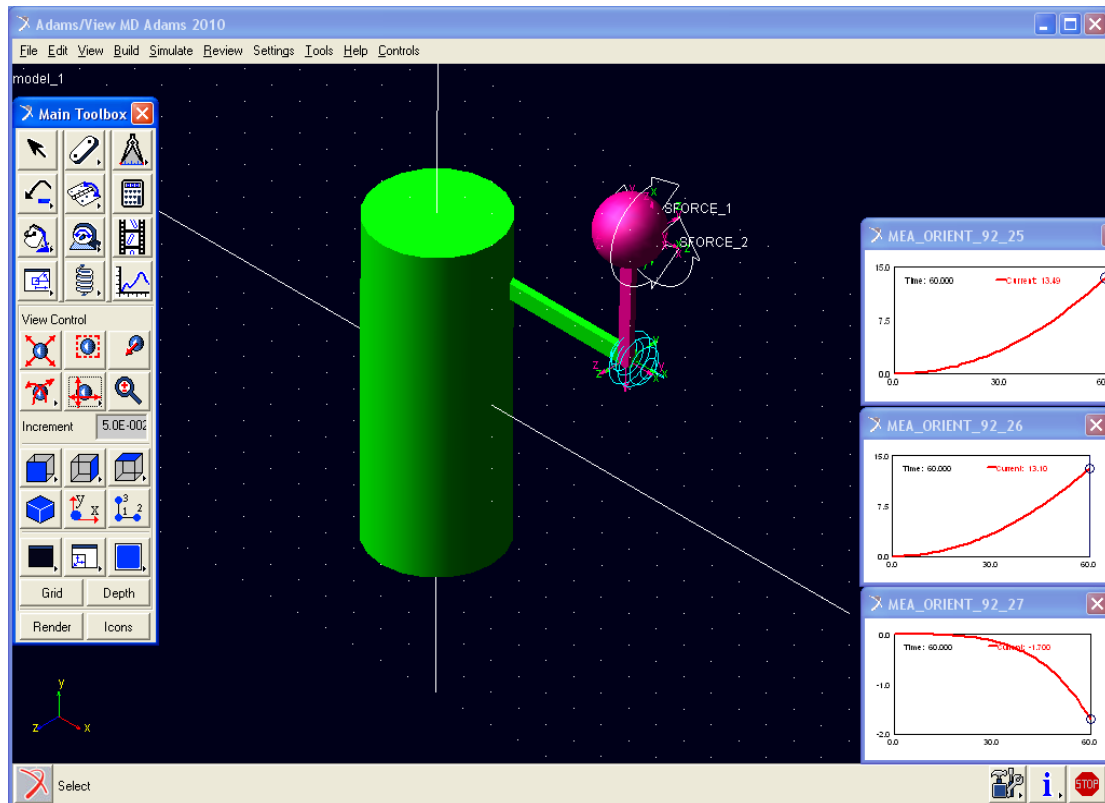 Adams/View MD Adams 2010
File Edit View Build Simulate Review Settings Tools Help Controls
model_1
Main Toolbox
View Control
Increment 5.0E-002
y
x
3
1 2
Grid Depth
Render Icons
SFORCE_1
SFORCE_2
y
z x
MEA_ORIENT_92_25
15.0
Time: 60.000 Current: 13.49
7.5
0.0
0.0 30.0
MEA_ORIENT_92_26
15.0
Time: 60.000 Current: 13.10
7.5
0.0
0.0 30.0 60.0
MEA_ORIENT_92_27
0.0
Time: 60.000 Current: -1.700
-1.0
-2.0
0.0 30.0 60.0
Select
i
STOP